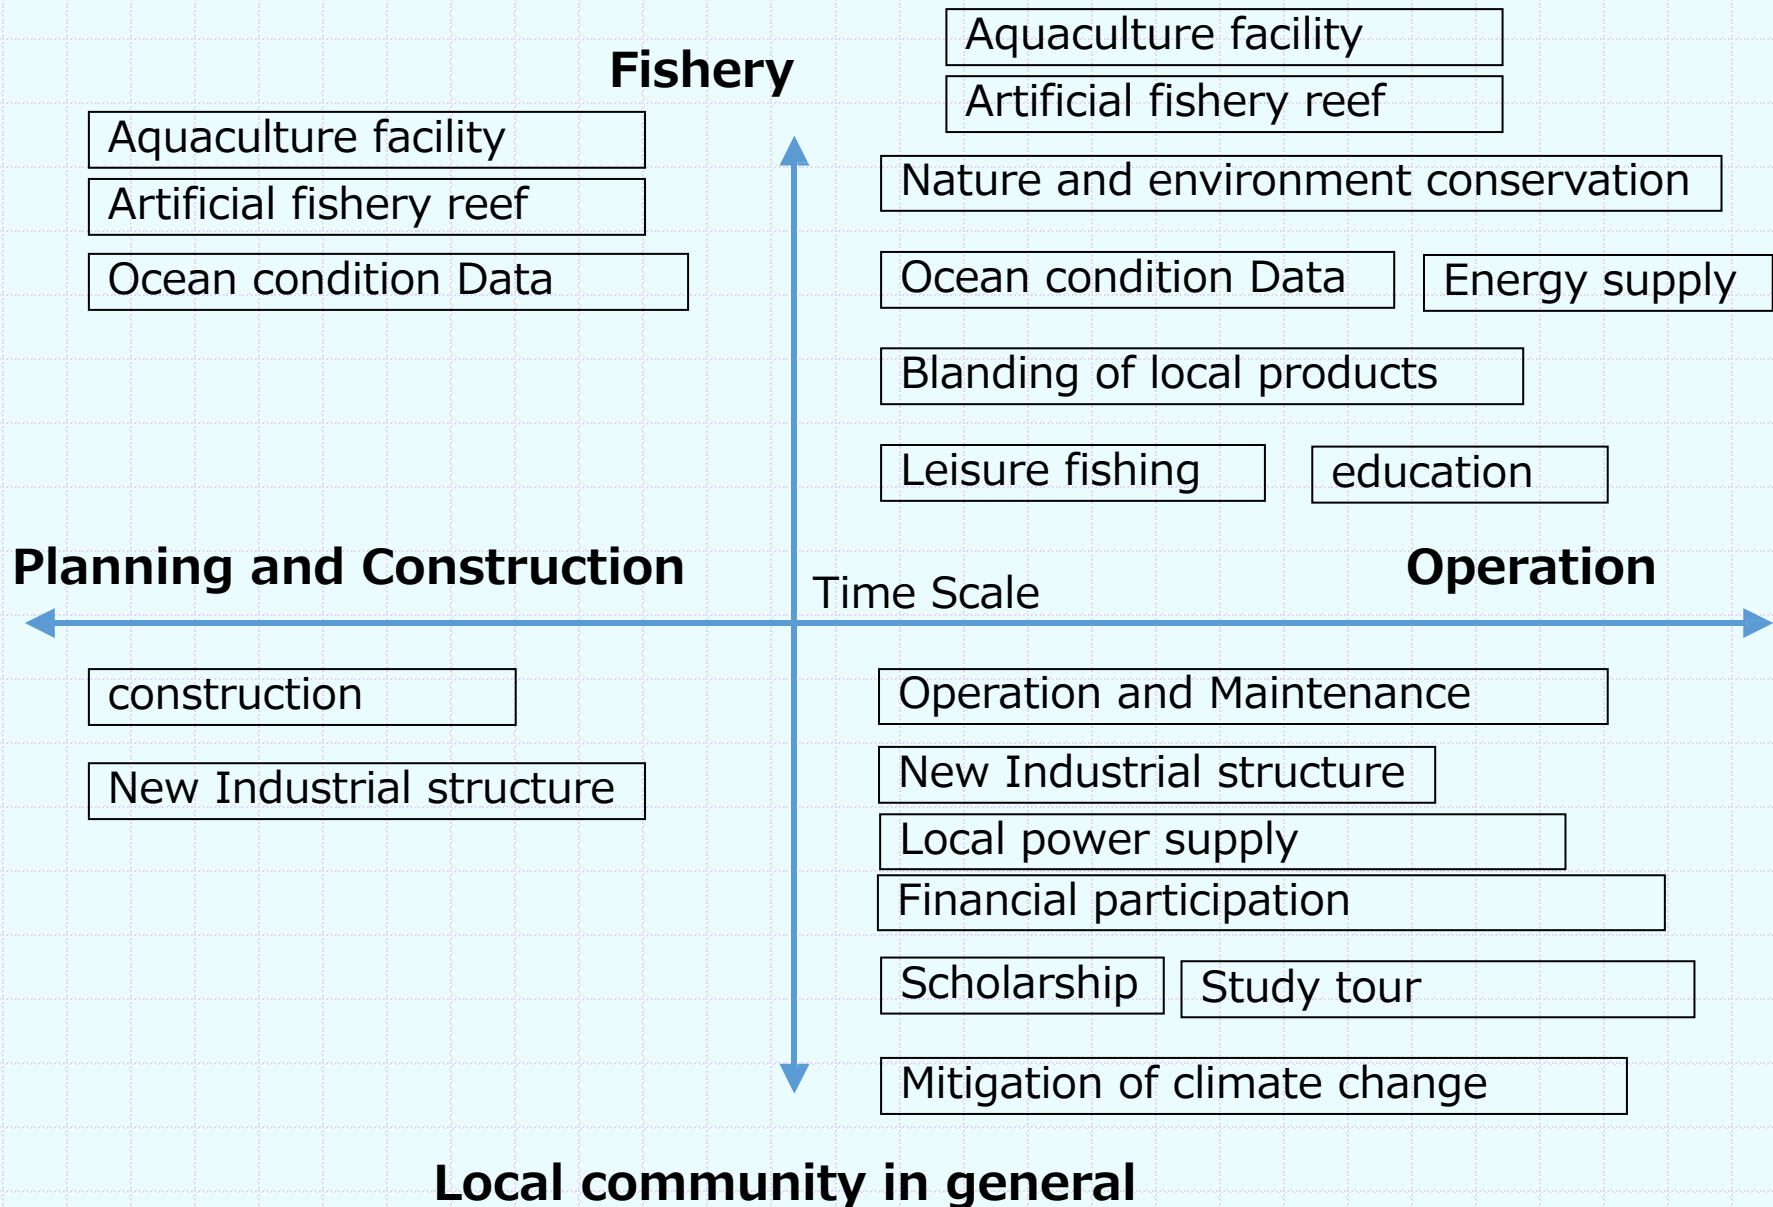 Fishery
Aquaculture facility
Artificial fishery reef
Ocean condition Data
Aquaculture facility
Artificial fishery reef
Nature and environment conservation
Ocean condition Data
Energy supply
Blanding of local products
Leisure fishing
education
Planning and Construction
Time Scale
Operation
construction
New Industrial structure
Operation and Maintenance
New Industrial structure
Local power supply
Financial participation
Scholarship
Study tour
Mitigation of climate change
Local community in general